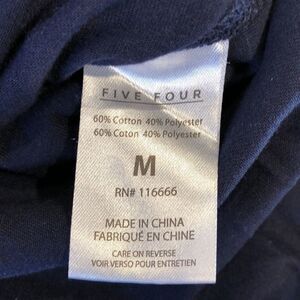 FIVE FOUR
60% Cotton 40% Polyester
60% Coton 40% Polyester
M
RN# 116666
MADE IN CHINA
FABRIQUÉ EN CHINE
CARE ON REVERSE
VOIR VERSO POUR ENTRETIEN